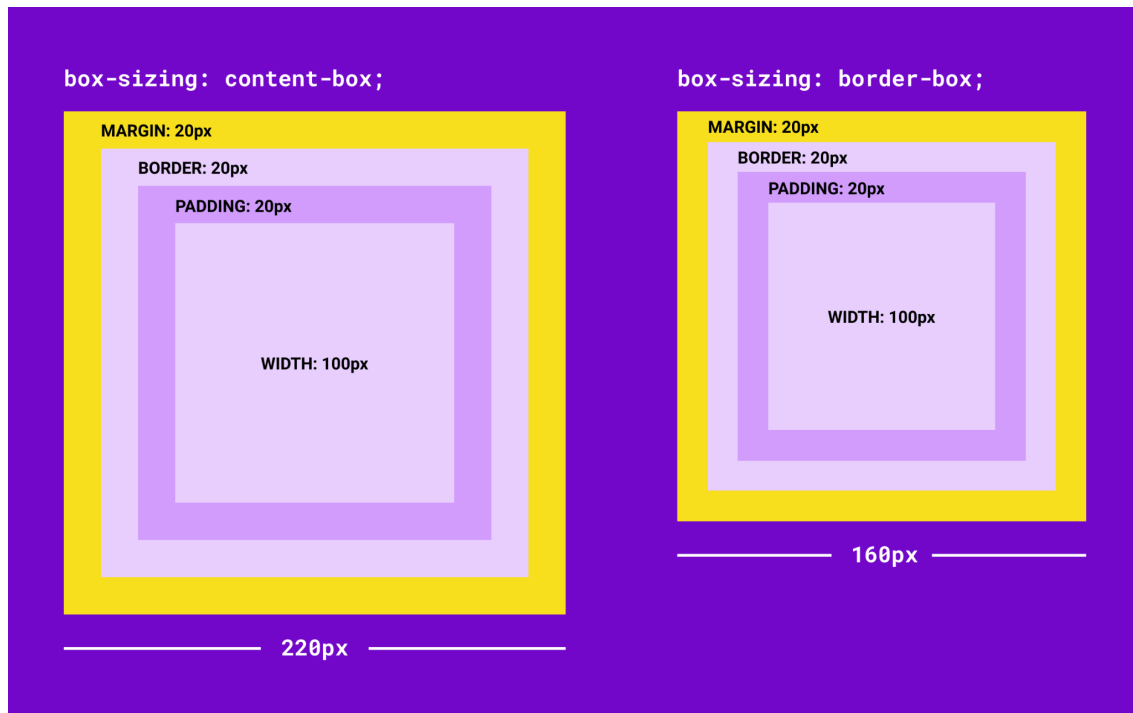 box-sizing: content-box;
MARGIN: 20px
BORDER: 20px
PADDING: 20px
WIDTH: 100px
220px
box-sizing: border-box;
MARGIN: 20px
BORDER: 20px
PADDING: 20px
WIDTH: 100px
160px